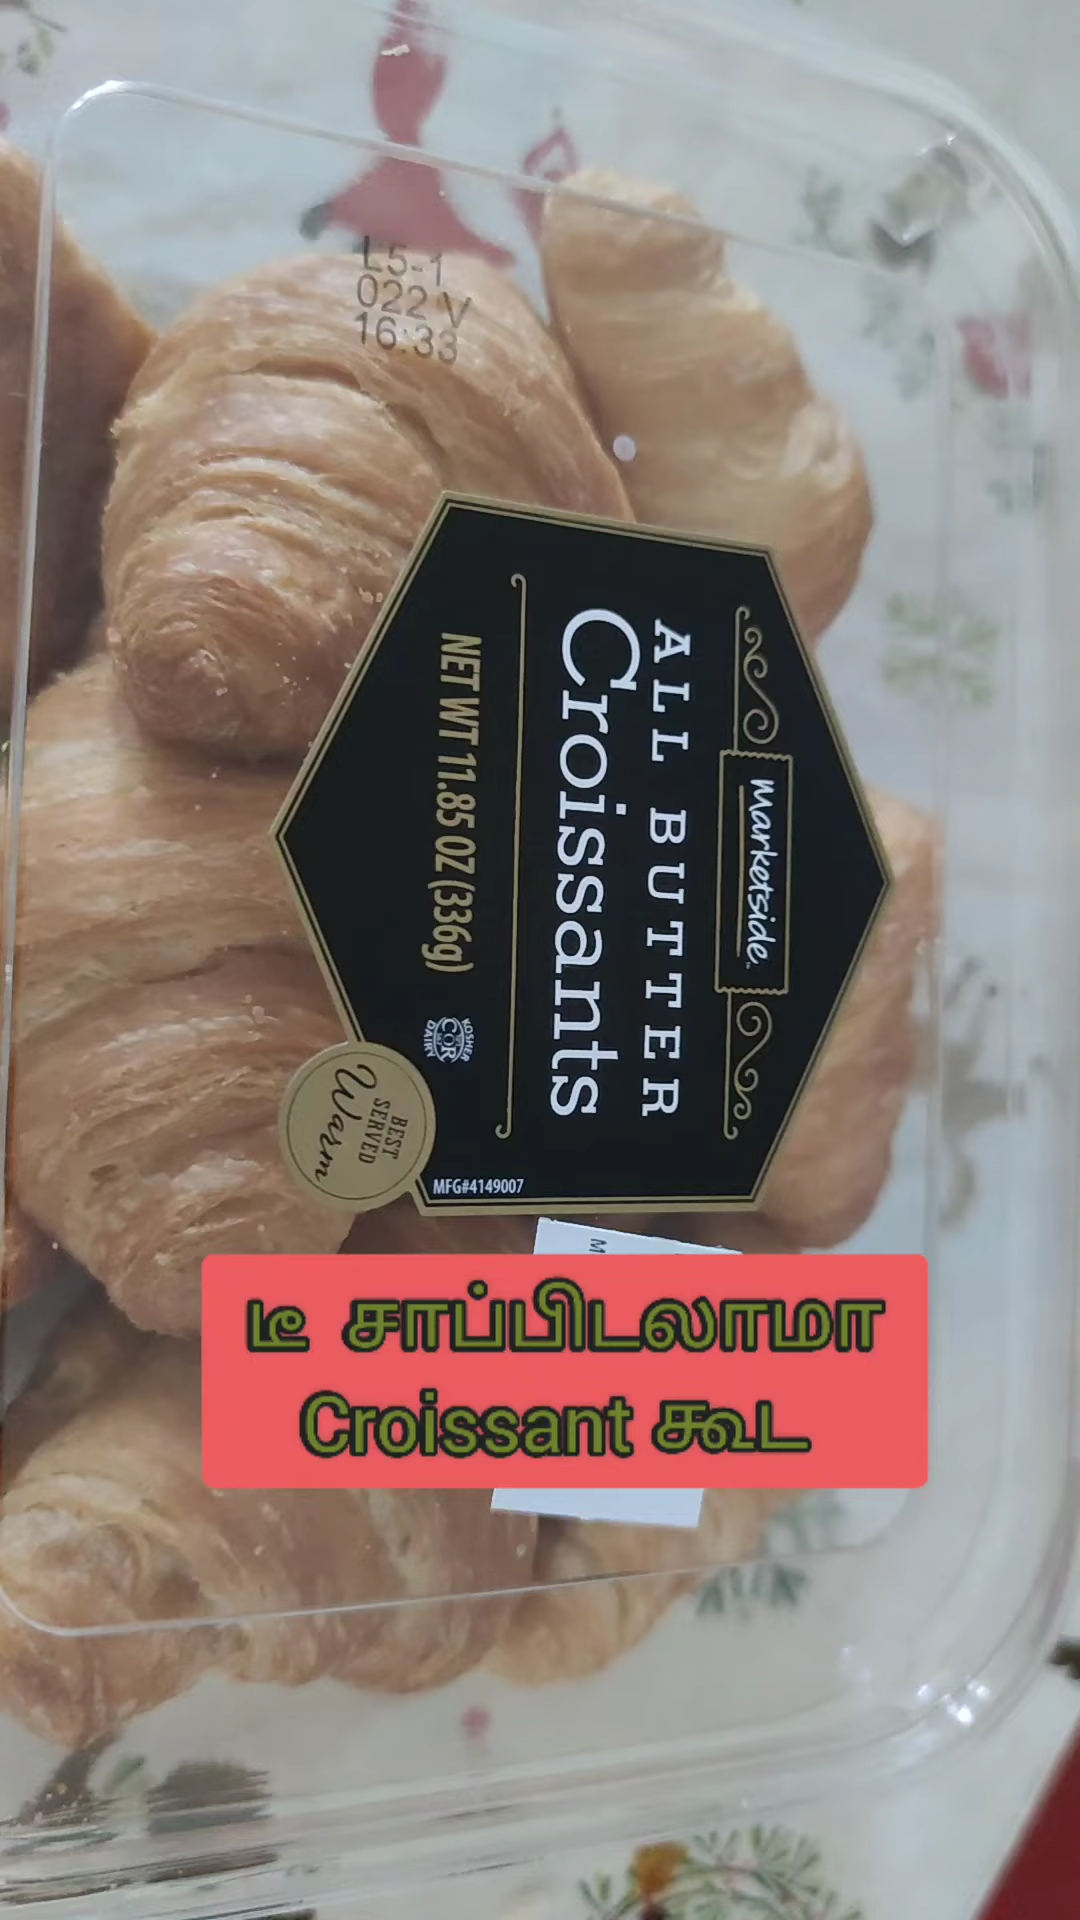 L5-1
022 V
16:33
marketside
ALL BUTTER
Croissants
NET WT 11.85 OZ (336g)
KOSHER
COR
DAIRY
BEST
SERVED
Warm
MFG#4149007
டீ சாப்பிடலாமா
Croissant கூட